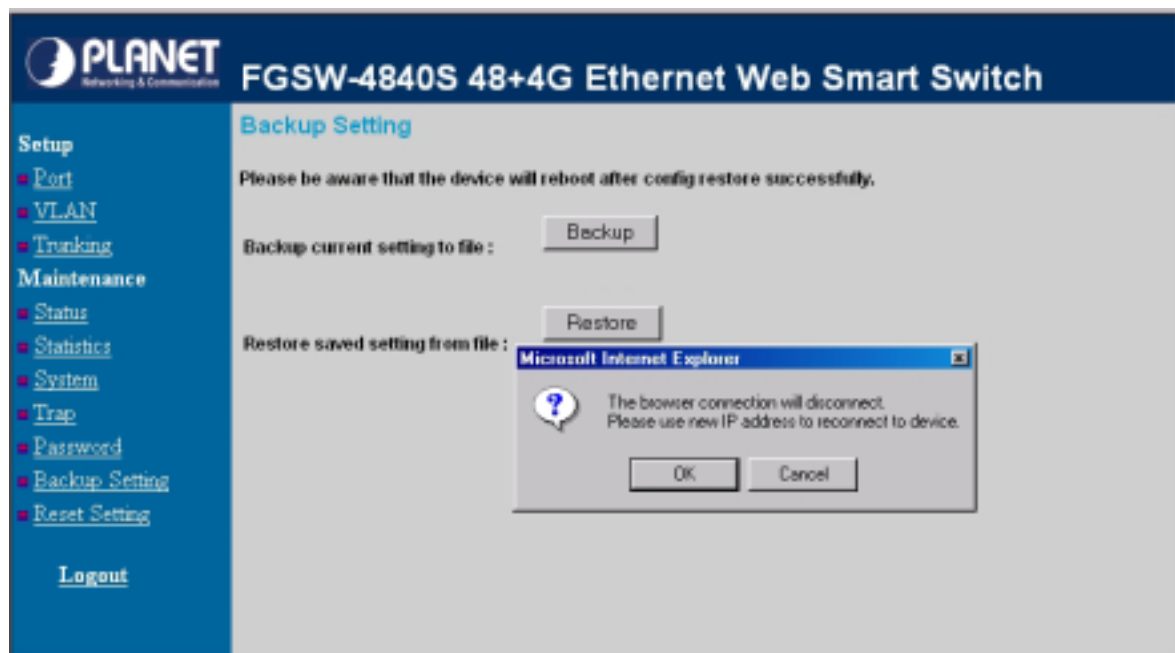 PLANET
Networking & Communication
FGSW-4840S 48+4G Ethernet Web Smart Switch
Setup
Port
VLAN
Trunking
Maintenance
Status
Statistics
System
Trap
Password
Backup Setting
Reset Setting
Logout
Backup Setting
Please be aware that the device will reboot after config restore successfully.
Backup current setting to file :
Backup
Restore saved setting from file :
Restore
Microsoft Internet Explorer
The browser connection will disconnect.
Please use new IP address to reconnect to device.
OK
Cancel